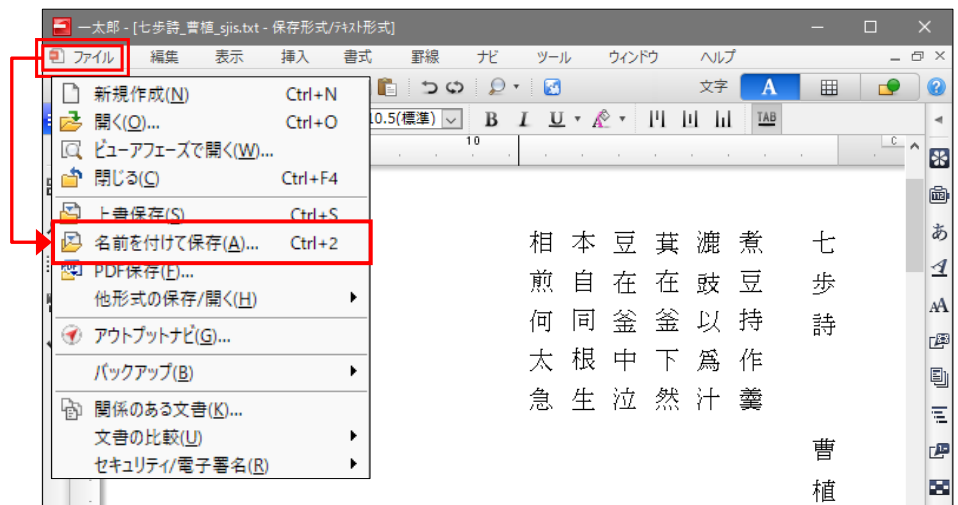 一太郎 - [七歩詩_曹植_sjis.txt - 保存形式/テキスト形式]
ファイル 編集 表示 挿入 書式 罫線 ナビ ツール ウィンドウ ヘルプ
文字 A
新規作成(N) Ctrl+N
開く(O)... Ctrl+O
ビューアフェーズで開く(W)...
閉じる(C) Ctrl+F4
上書保存(S) Ctrl+S
名前を付けて保存(A)... Ctrl+2
PDF保存(F)...
他形式の保存/開く(H)
アウトプットナビ(G)...
バックアップ(B)
関係のある文書(K)...
文書の比較(U)
セキュリティ/電子署名(R)
10.5(標準) B I U TAB
10 C
七歩詩 曹植
煮豆持作羹
漉豉以爲汁
萁在釜下然
豆在釜中泣
本自同根生
相煎何太急
あ